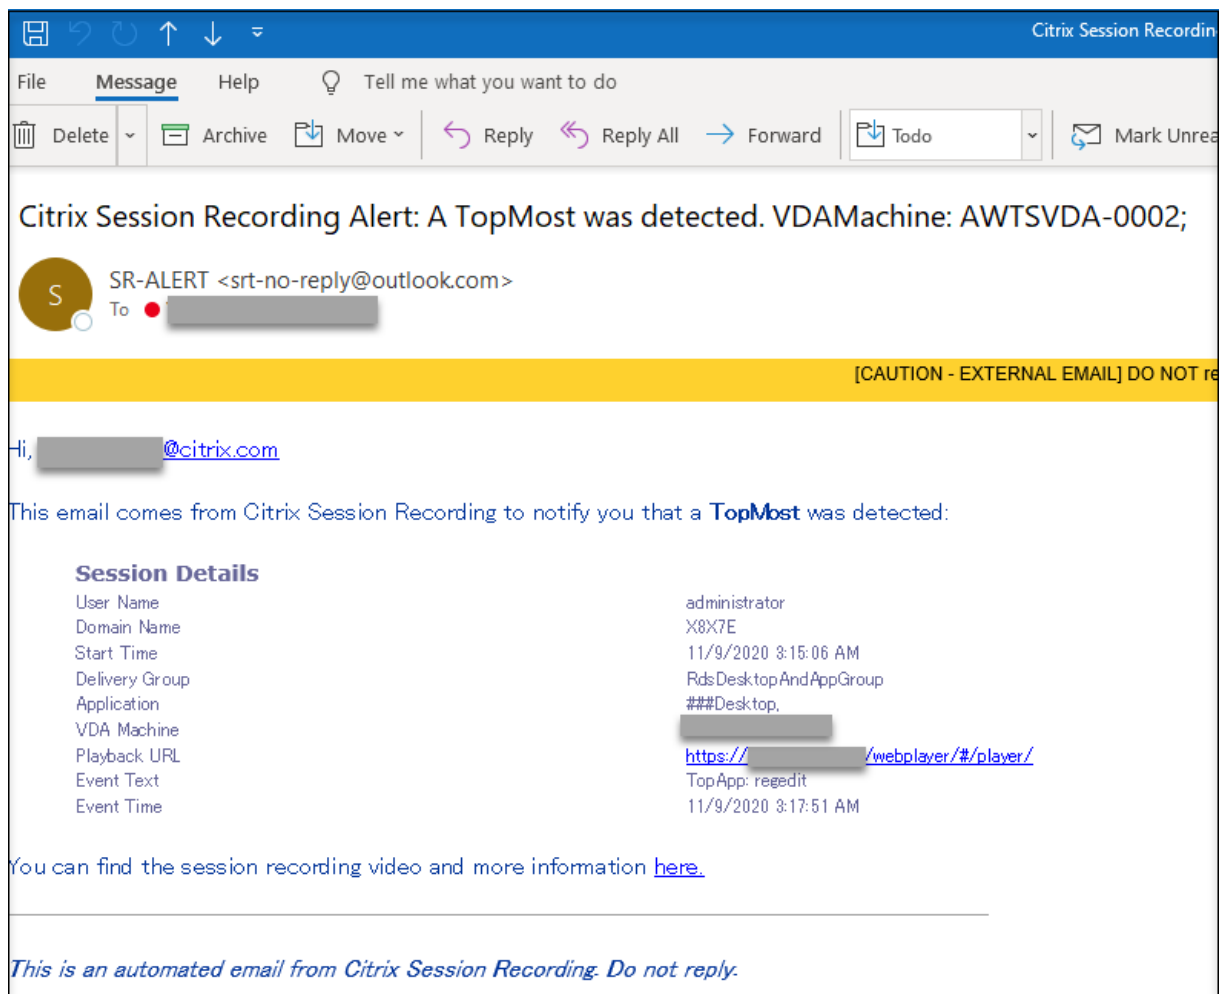 Citrix Session Recordin
File Message Help Tell me what you want to do
Delete Archive Move Reply Reply All Forward Todo Mark Unrea
Citrix Session Recording Alert: A TopMost was detected. VDAMachine: AWTSVDA-0002;
S
SR-ALERT <srt-no-reply@outlook.com>
To
[CAUTION - EXTERNAL EMAIL] DO NOT re
Hi, @citrix.com
This email comes from Citrix Session Recording to notify you that a TopMost was detected:
Session Details
User Name administrator
Domain Name X8X7E
Start Time 11/9/2020 3:15:06 AM
Delivery Group RdsDesktopAndAppGroup
Application ###Desktop,
VDA Machine
Playback URL https:// /webplayer/#/player/
Event Text TopApp: regedit
Event Time 11/9/2020 3:17:51 AM
You can find the session recording video and more information here.
This is an automated email from Citrix Session Recording. Do not reply.